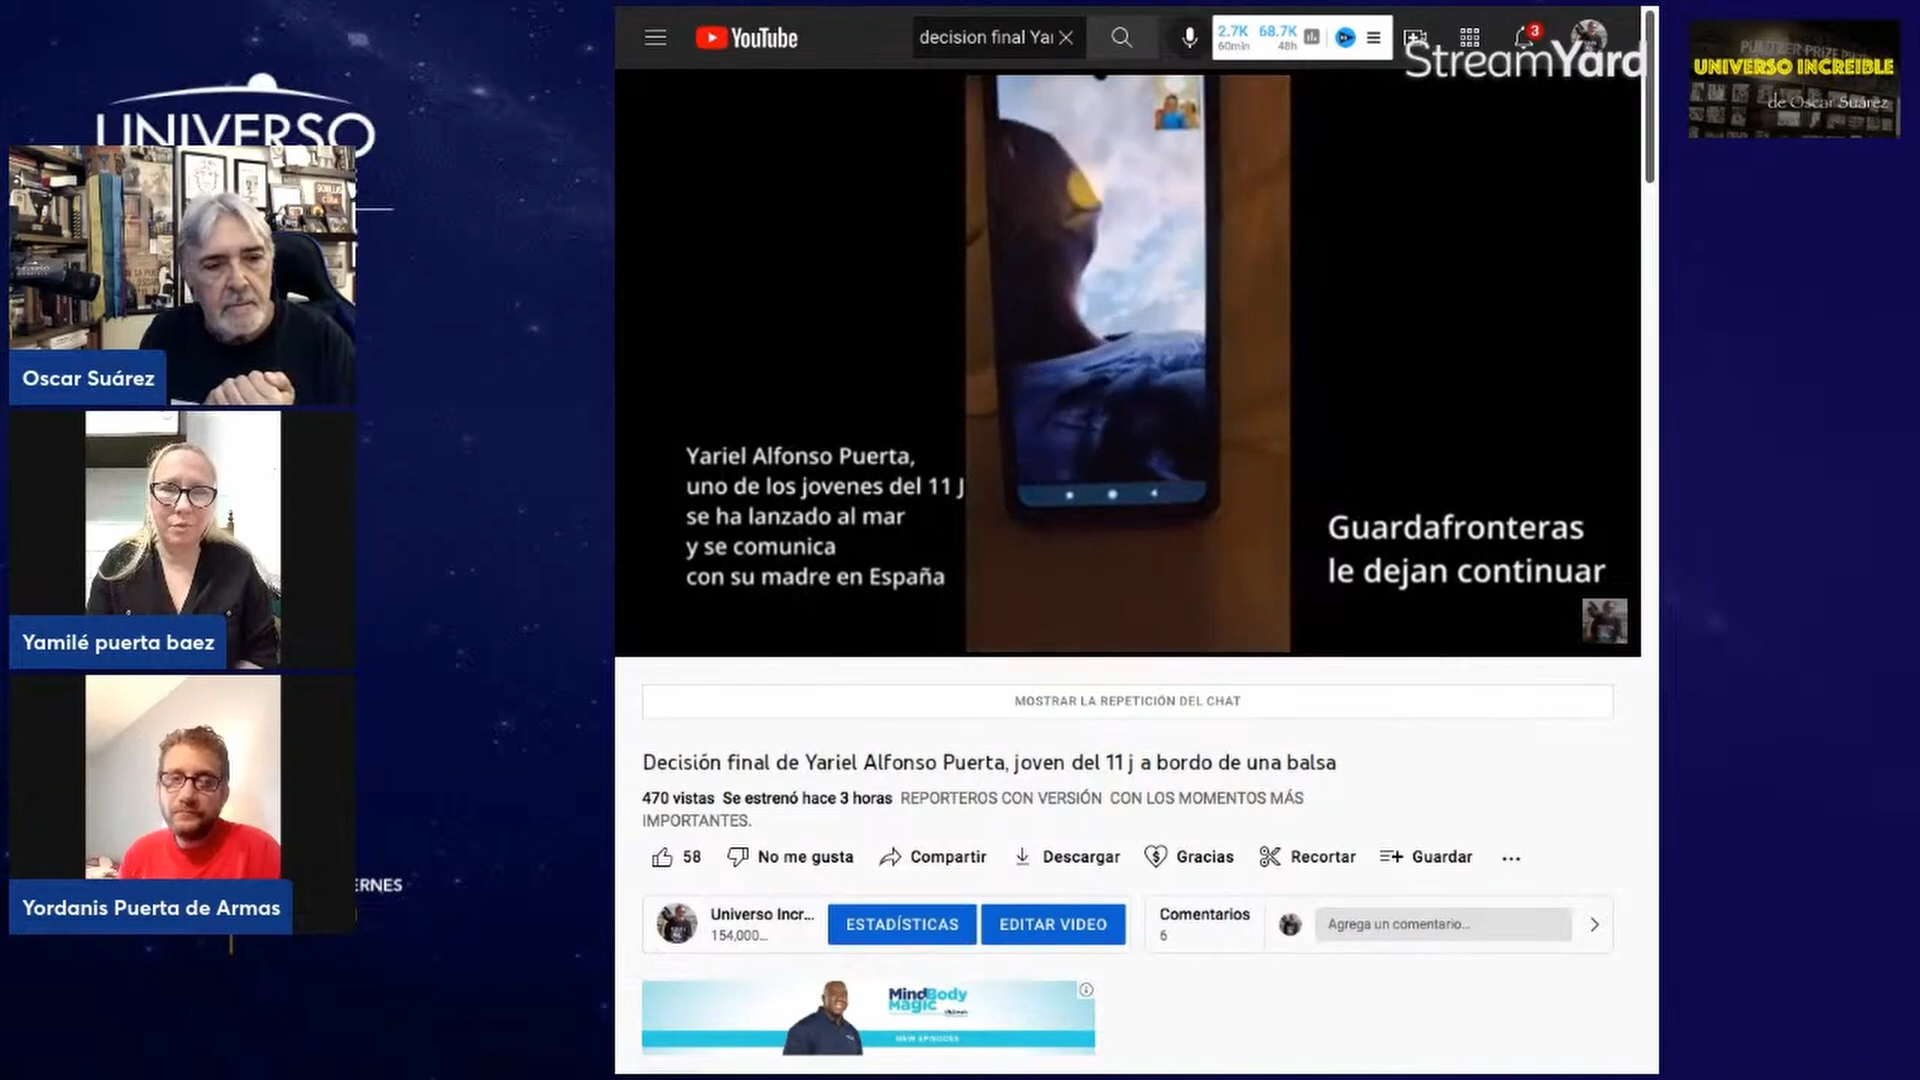 UNIVERSO
Oscar Suárez
Yamilé puerta baez
ERNES
Yordanis Puerta de Armas
YouTube
decision final Yar
2.7K 68.7K
60min 48h
3
StreamYard
Yariel Alfonso Puerta,
uno de los jovenes del 11 J
se ha lanzado al mar
y se comunica
con su madre en España
Guardafronteras
le dejan continuar
MOSTRAR LA REPETICIÓN DEL CHAT
Decisión final de Yariel Alfonso Puerta, joven del 11 j a bordo de una balsa
470 vistas Se estrenó hace 3 horas REPORTEROS CON VERSIÓN CON LOS MOMENTOS MÁS
IMPORTANTES.
58 No me gusta Compartir Descargar Gracias Recortar Guardar ...
Universo Incr...
154,000...
ESTADÍSTICAS
EDITAR VIDEO
Comentarios
6
Agrega un comentario...
MindBody
Magic
NEW EPISODES
PULITZER PRIZE
UNIVERSO INCREIBLE
de Oscar Suárez